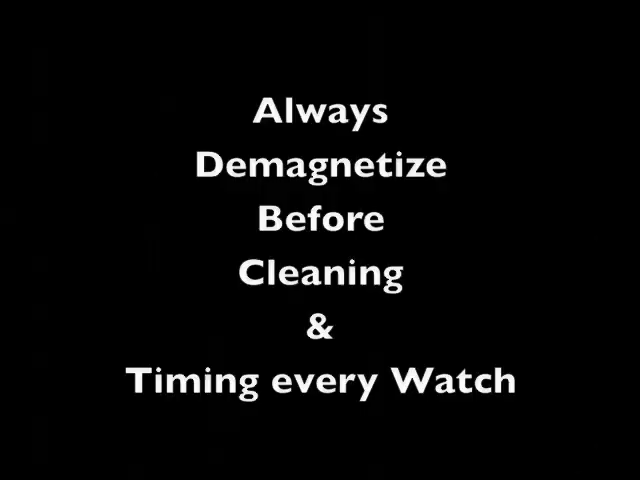 Always
Demagnetize
Before
Cleaning
&
Timing every Watch